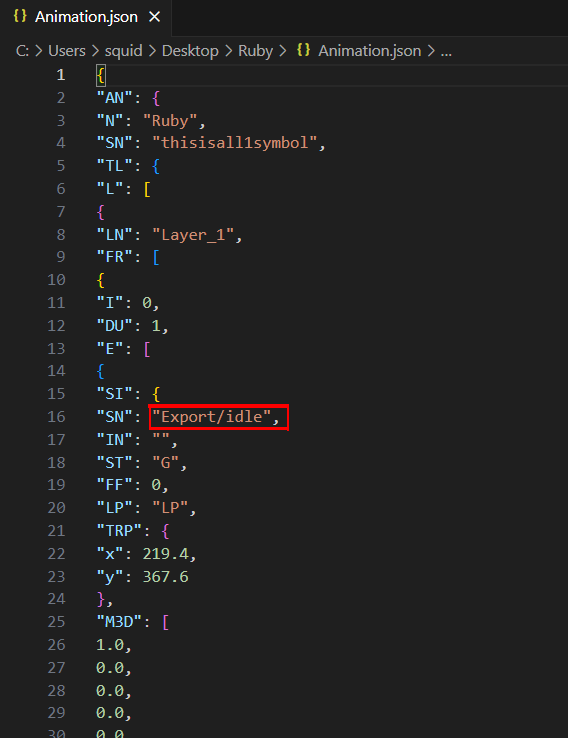 {} Animation.json ×
C: > Users > squid > Desktop > Ruby > {} Animation.json > ...
1 {
2 "AN": {
3 "N": "Ruby",
4 "SN": "thisisall1symbol",
5 "TL": {
6 "L": [
7 {
8 "LN": "Layer_1",
9 "FR": [
10 {
11 "I": 0,
12 "DU": 1,
13 "E": [
14 {
15 "SI": {
16 "SN": "Export/idle",
17 "IN": "",
18 "ST": "G",
19 "FF": 0,
20 "LP": "LP",
21 "TRP": {
22 "x": 219.4,
23 "y": 367.6
24 },
25 "M3D": [
26 1.0,
27 0.0,
28 0.0,
29 0.0,
30 0.0